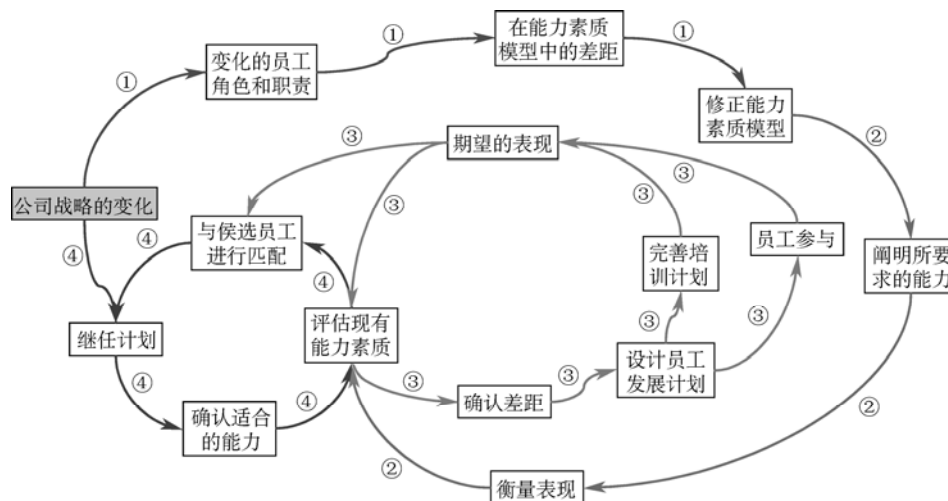 ①
变化的员工
角色和职责
①
在能力素质
模型中的差距
①
修正能力
素质模型
②
公司战略的变化
③
期望的表现
③
③
④
④
与侯选员工
进行匹配
④
完善培
训计划
员工参与
阐明所要
求的能力
继任计划
评估现有
能力素质
③
③
设计员工
发展计划
④
确认适合
的能力
④
③
确认差距
③
②
②
衡量表现